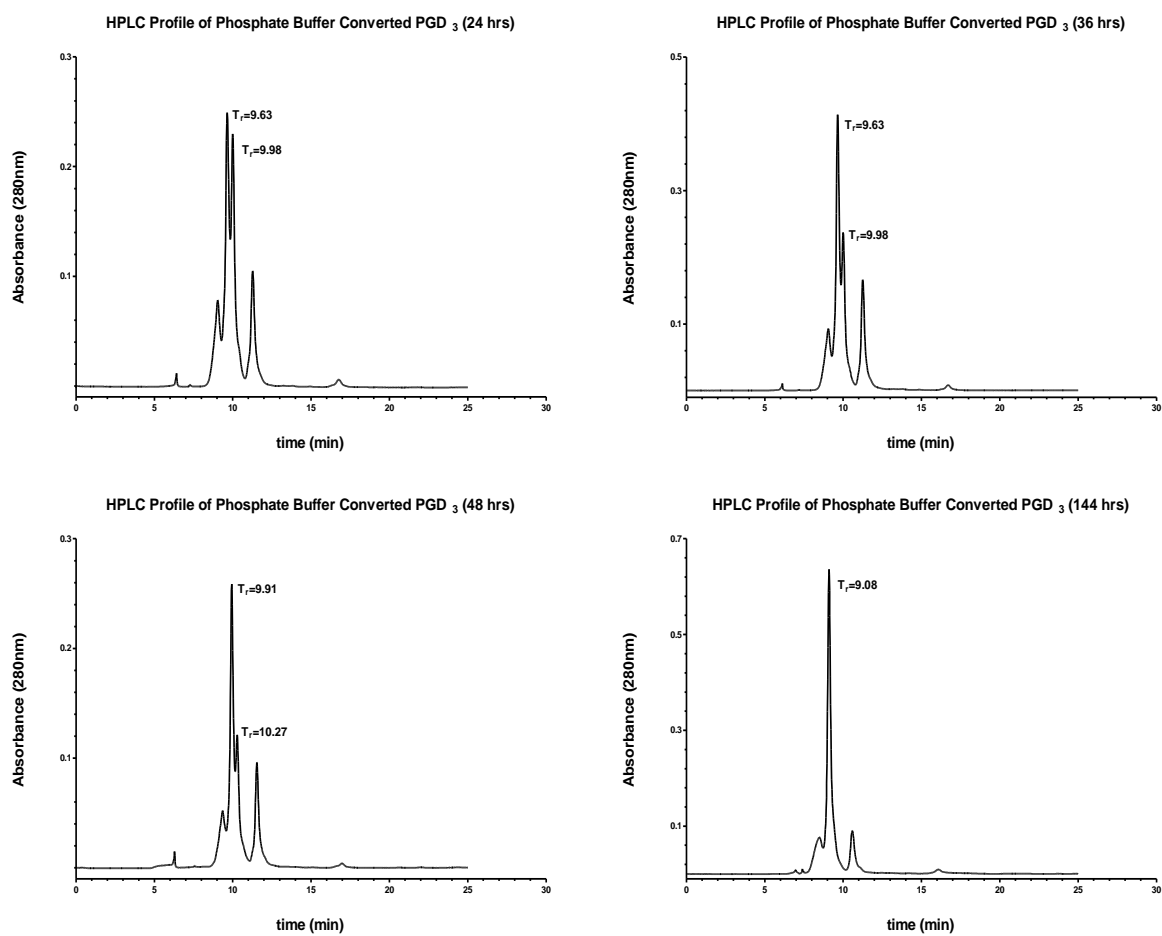 HPLC Profile of Phosphate Buffer Converted PGD 3 (24 hrs)
0.3
0.2
0.1
Absorbance (280nm)
Tr=9.63
Tr=9.98
0 5 10 15 20 25 30
time (min)
HPLC Profile of Phosphate Buffer Converted PGD 3 (36 hrs)
0.5
0.3
0.1
Absorbance (280nm)
Tr=9.63
Tr=9.98
0 5 10 15 20 25 30
time (min)
HPLC Profile of Phosphate Buffer Converted PGD 3 (48 hrs)
0.3
0.2
0.1
Absorbance (280nm)
Tr=9.91
Tr=10.27
0 5 10 15 20 25 30
time (min)
HPLC Profile of Phosphate Buffer Converted PGD 3 (144 hrs)
0.7
0.5
0.3
0.1
Absorbance (280nm)
Tr=9.08
0 5 10 15 20 25 30
time (min)